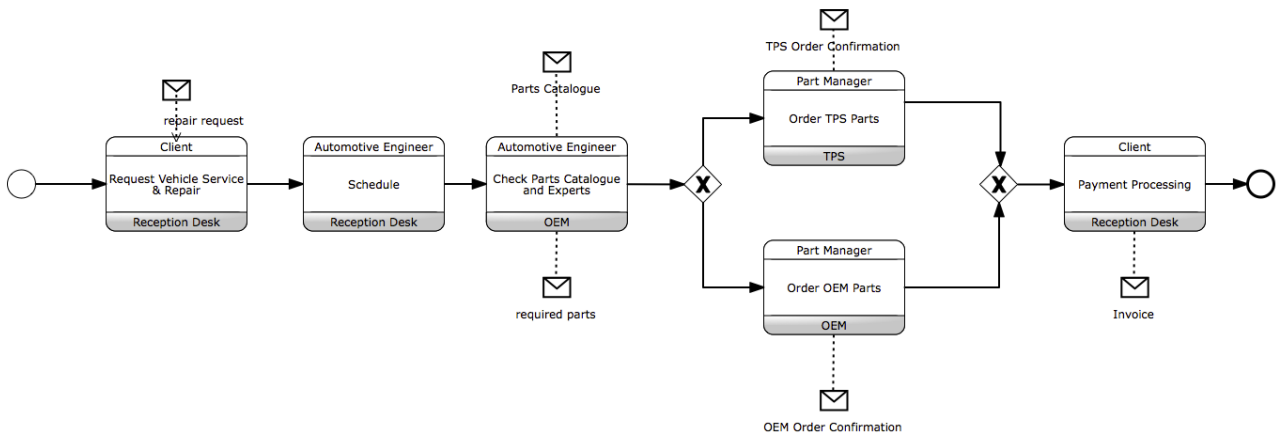 repair request
Client
Request Vehicle Service
& Repair
Reception Desk
Automotive Engineer
Schedule
Reception Desk
Parts Catalogue
Automotive Engineer
Check Parts Catalogue
and Experts
OEM
required parts
X
TPS Order Confirmation
Part Manager
Order TPS Parts
TPS
Part Manager
Order OEM Parts
OEM
OEM Order Confirmation
X
Client
Payment Processing
Reception Desk
Invoice